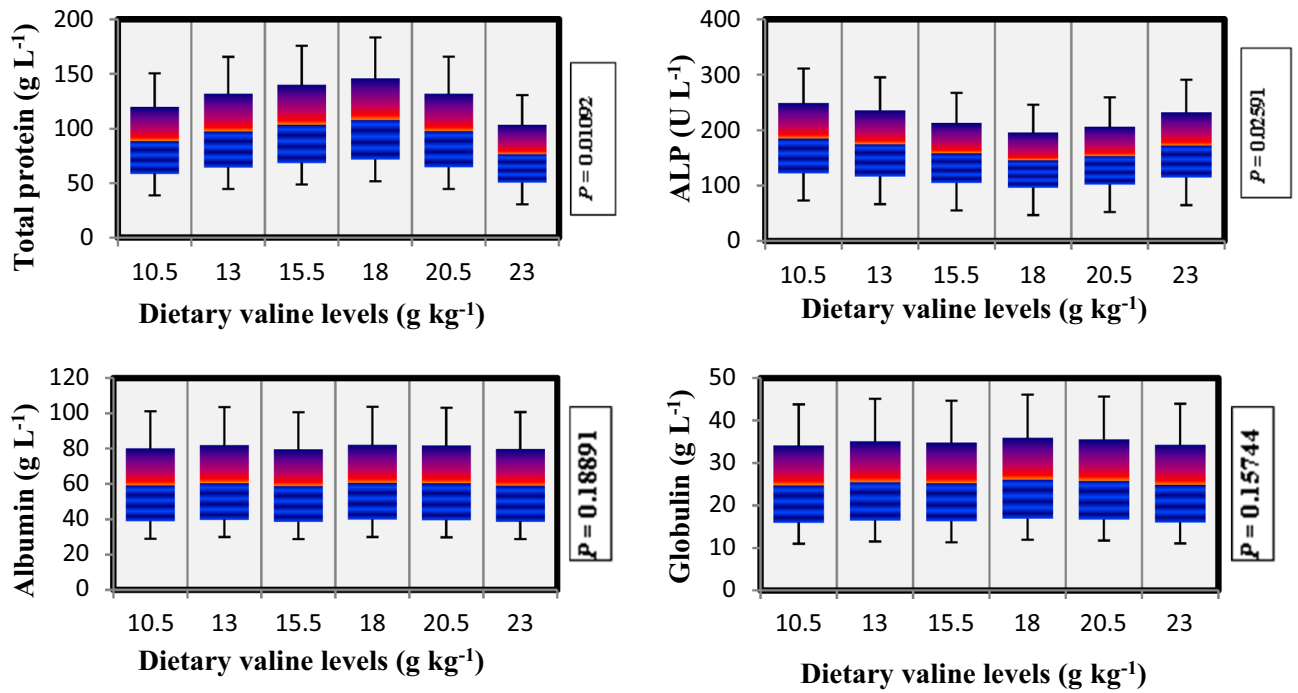 Total protein (g L-1)
200
150
100
50
0
10.5 13 15.5 18 20.5 23
Dietary valine levels (g kg-1)
P = 0.01092
ALP (U L-1)
400
300
200
100
0
10.5 13 15.5 18 20.5 23
Dietary valine levels (g kg-1)
P = 0.02591
Albumin (g L-1)
120
100
80
60
40
20
0
10.5 13 15.5 18 20.5 23
Dietary valine levels (g kg-1)
P = 0.18891
Globulin (g L-1)
50
40
30
20
10
0
10.5 13 15.5 18 20.5 23
Dietary valine levels (g kg-1)
P = 0.15744